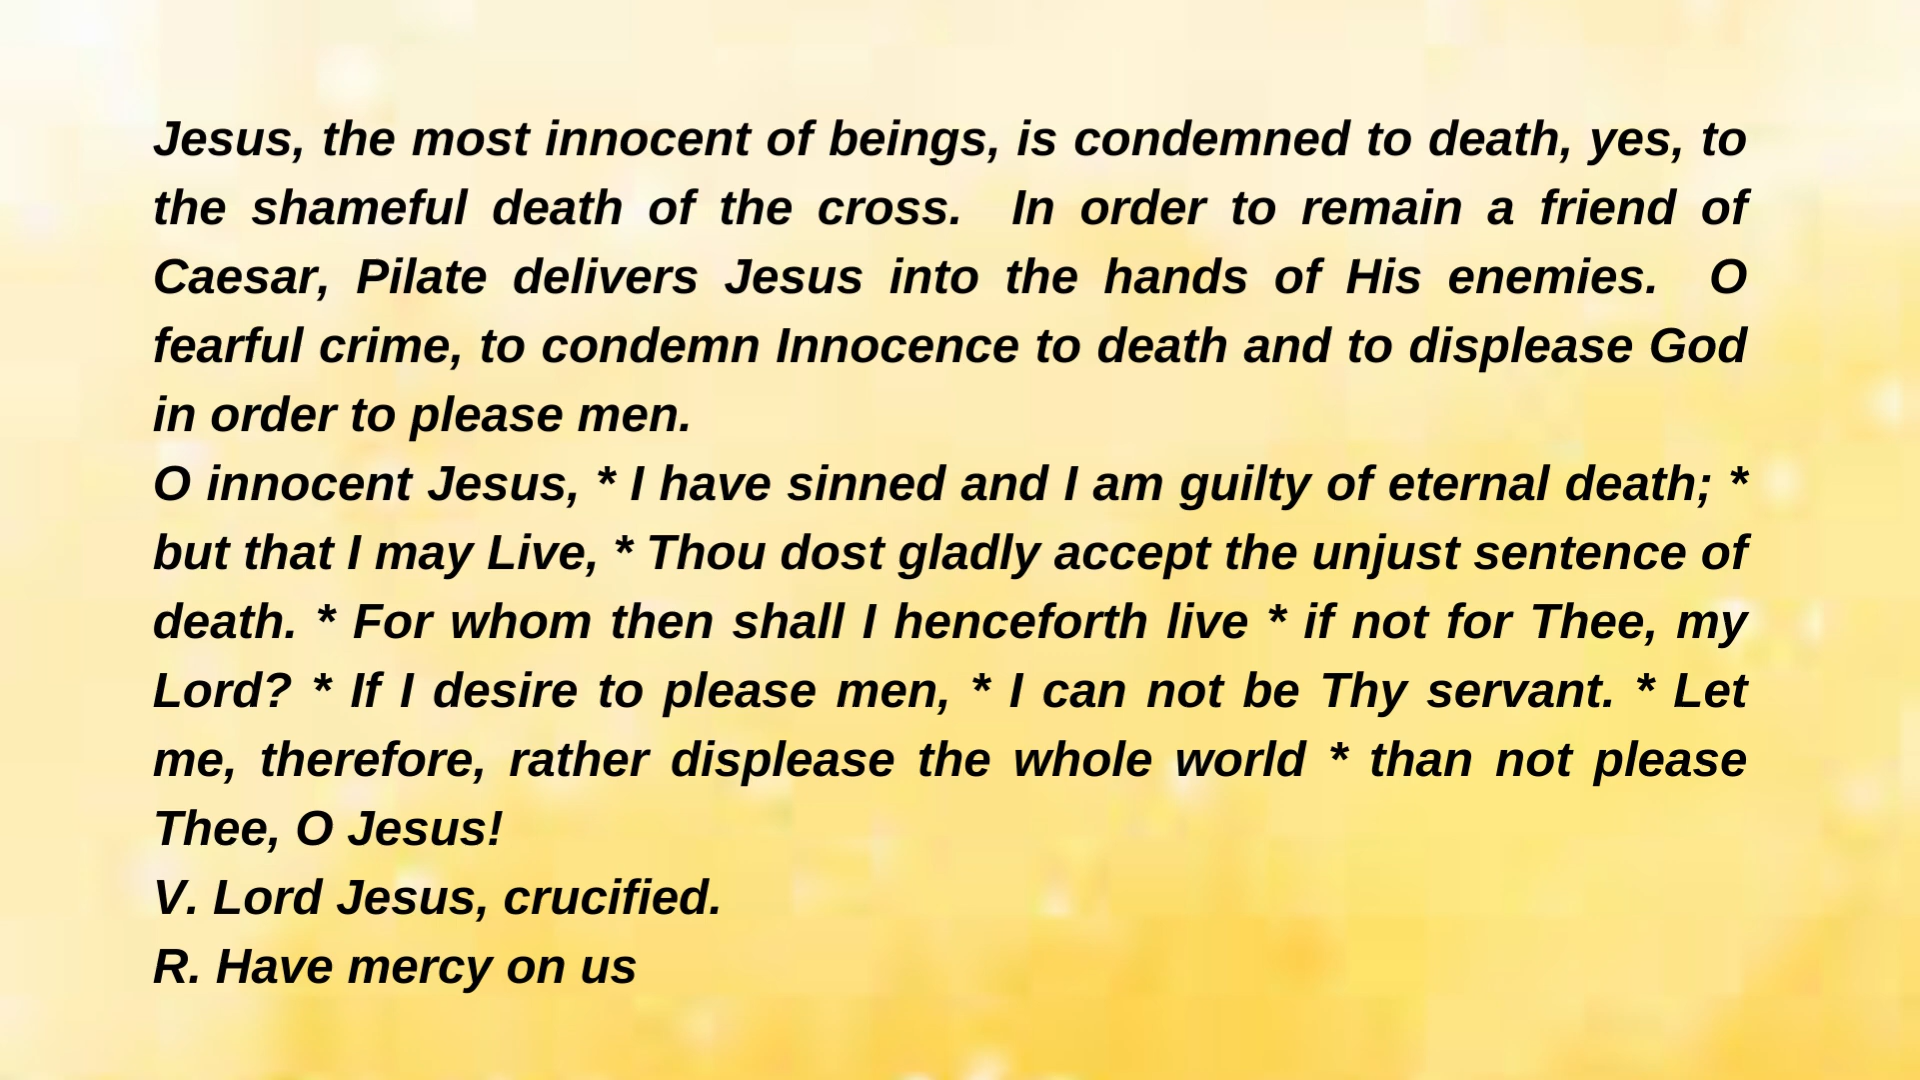 Jesus, the most innocent of beings, is condemned to death, yes, to
the shameful death of the cross.  In order to remain a friend of
Caesar, Pilate delivers Jesus into the hands of His enemies.  O
fearful crime, to condemn Innocence to death and to displease God
in order to please men.
O innocent Jesus, * I have sinned and I am guilty of eternal death; *
but that I may Live, * Thou dost gladly accept the unjust sentence of
death. * For whom then shall I henceforth live * if not for Thee, my
Lord? * If I desire to please men, * I can not be Thy servant. * Let
me, therefore, rather displease the whole world * than not please
Thee, O Jesus!
V. Lord Jesus, crucified.
R. Have mercy on us